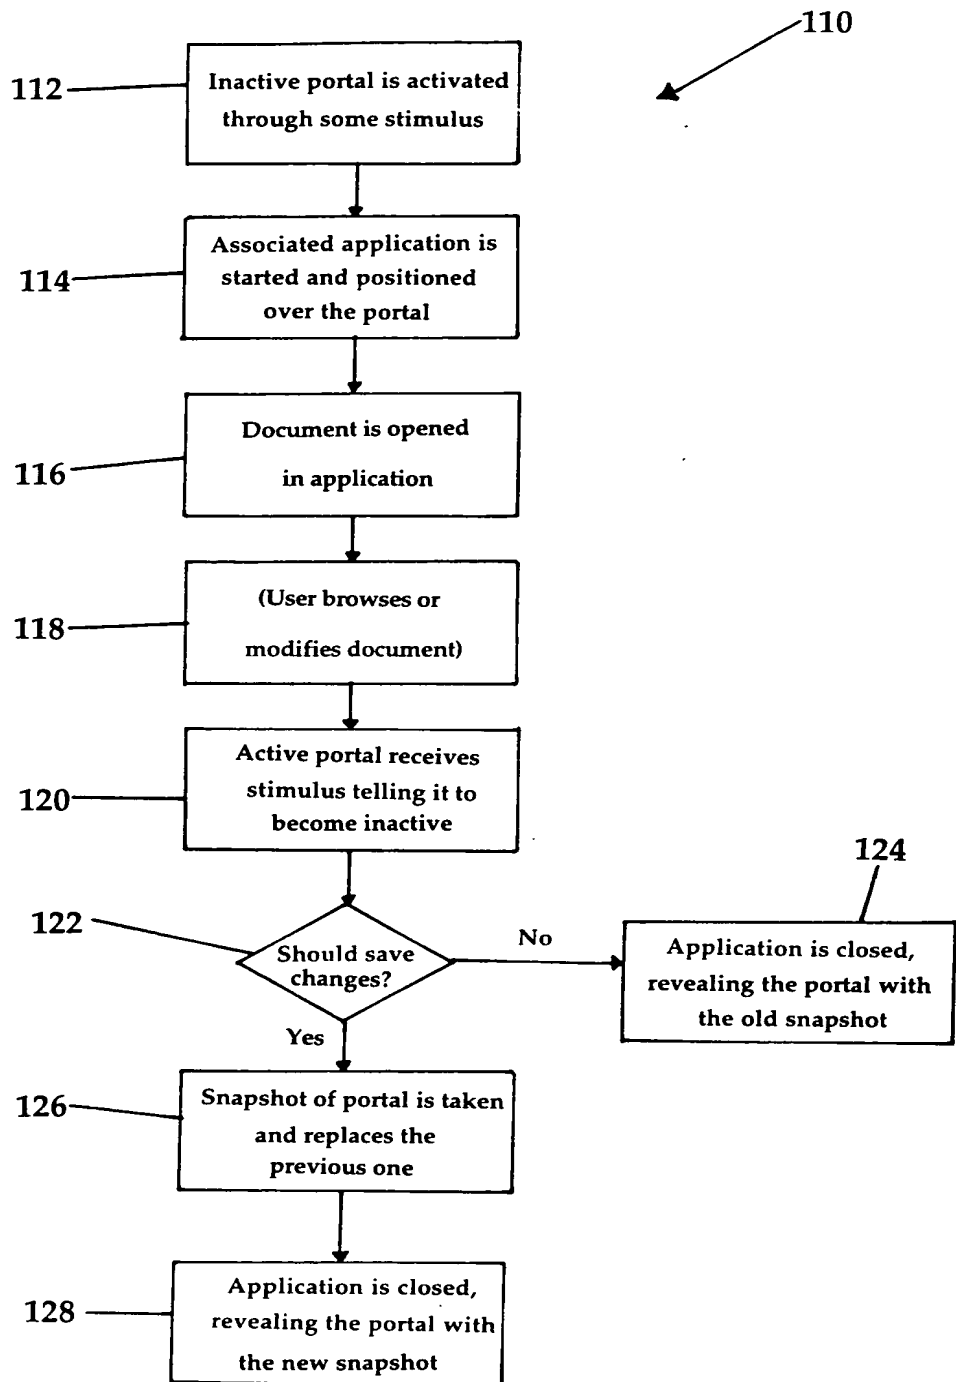 110
112
Inactive portal is activated
through some stimulus
114
Associated application is
started and positioned
over the portal
116
Document is opened
in application
118
(User browses or
modifies document)
120
Active portal receives
stimulus telling it to
become inactive
122
Should save
changes?
No
124
Application is closed,
revealing the portal with
the old snapshot
Yes
126
Snapshot of portal is taken
and replaces the
previous one
128
Application is closed,
revealing the portal with
the new snapshot